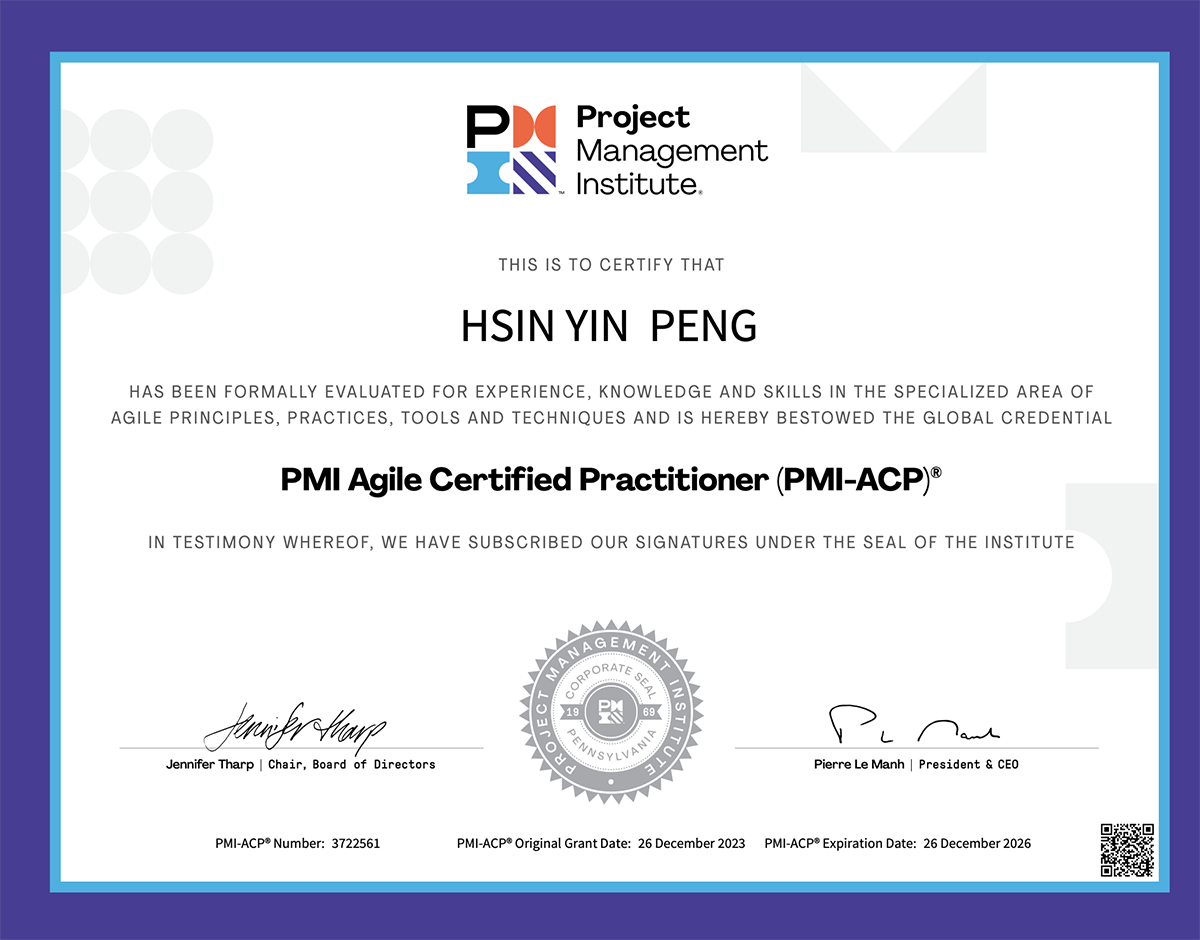 PM
Project
Management
Institute®
™
THIS IS TO CERTIFY THAT
HSIN YIN  PENG
HAS BEEN FORMALLY EVALUATED FOR EXPERIENCE, KNOWLEDGE AND SKILLS IN THE SPECIALIZED AREA OF
AGILE PRINCIPLES, PRACTICES, TOOLS AND TECHNIQUES AND IS HEREBY BESTOWED THE GLOBAL CREDENTIAL
PMI Agile Certified Practitioner (PMI-ACP)®
IN TESTIMONY WHEREOF, WE HAVE SUBSCRIBED OUR SIGNATURES UNDER THE SEAL OF THE INSTITUTE
PROJECT MANAGEMENT INSTITUTE
CORPORATE SEAL
19 69
PENNSYLVANIA
Jennifer Tharp
Jennifer Tharp | Chair, Board of Directors
Pierre Le Manh | President & CEO
PMI-ACP® Number: 3722561 PMI-ACP® Original Grant Date: 26 December 2023 PMI-ACP® Expiration Date: 26 December 2026